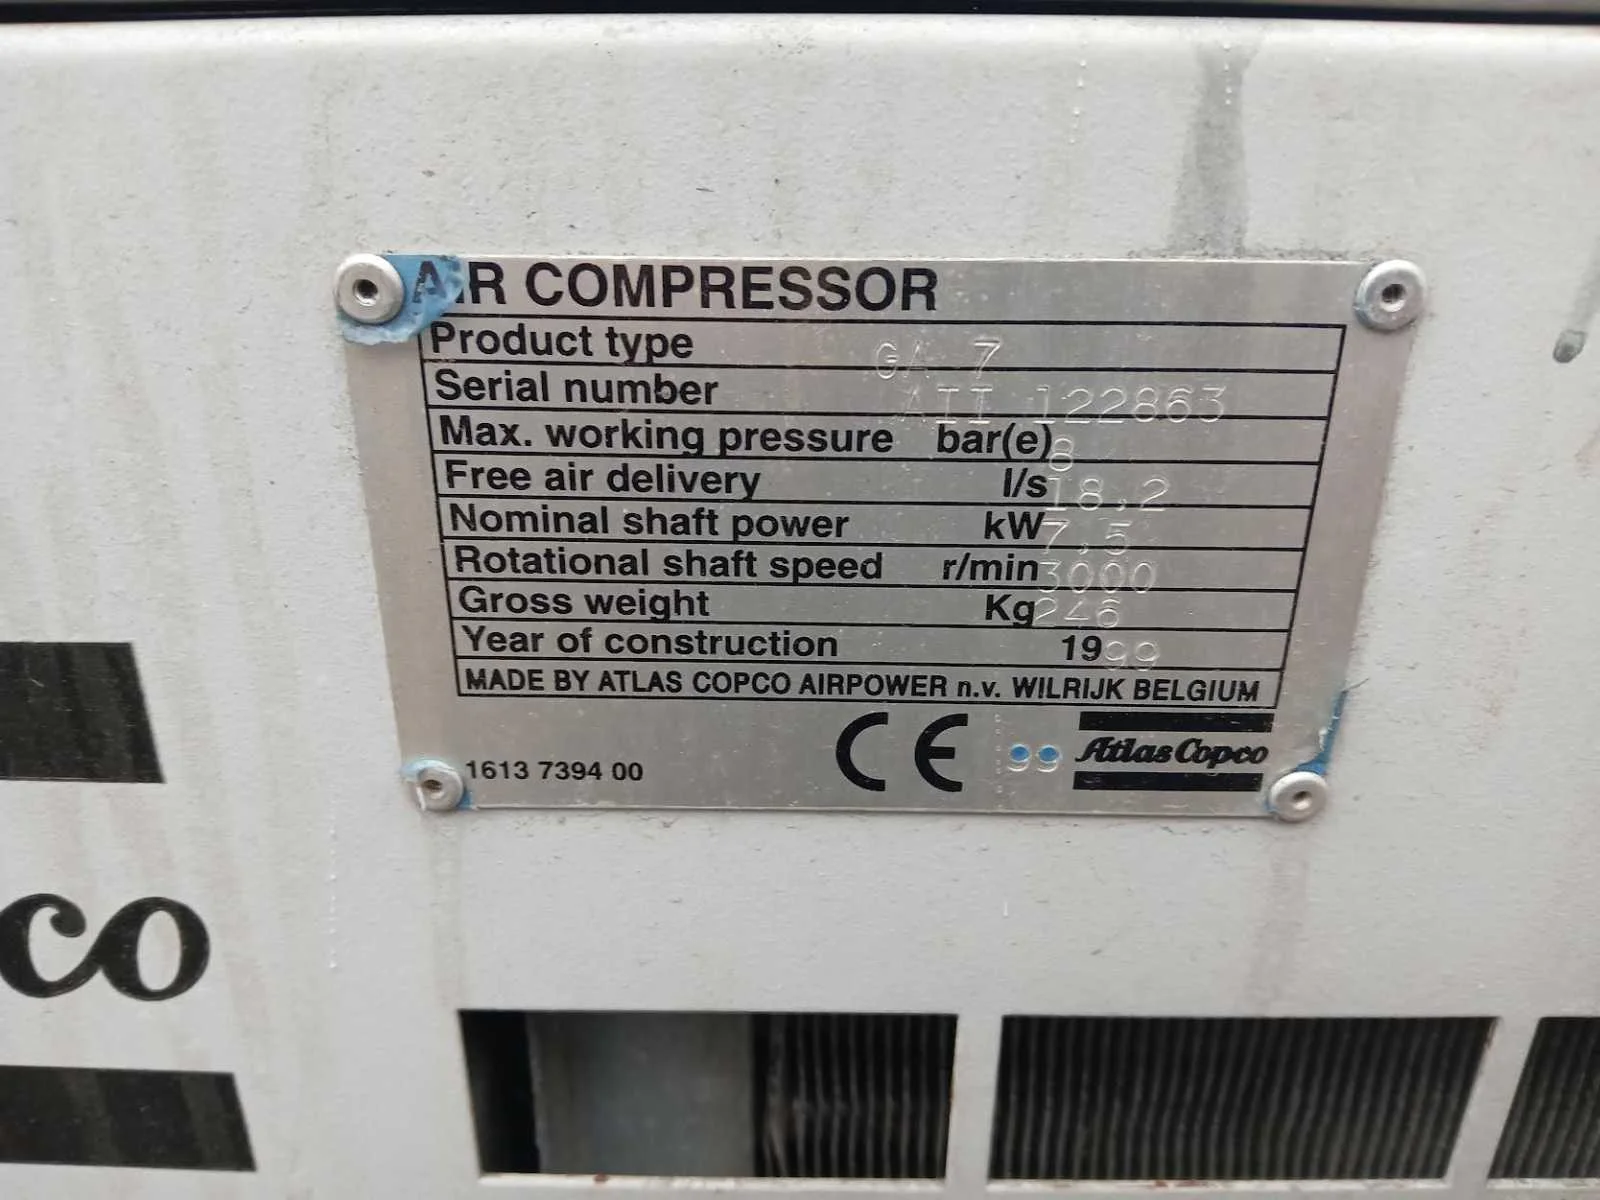 AIR COMPRESSOR
Product type GA 7
Serial number AII 122863
Max. working pressure bar(e) 8
Free air delivery l/s 18.2
Nominal shaft power kW 7.5
Rotational shaft speed r/min 3000
Gross weight Kg 246
Year of construction 1999
MADE BY ATLAS COPCO AIRPOWER n.v. WILRIJK BELGIUM
1613 7394 00 CE 99 Atlas Copco
co